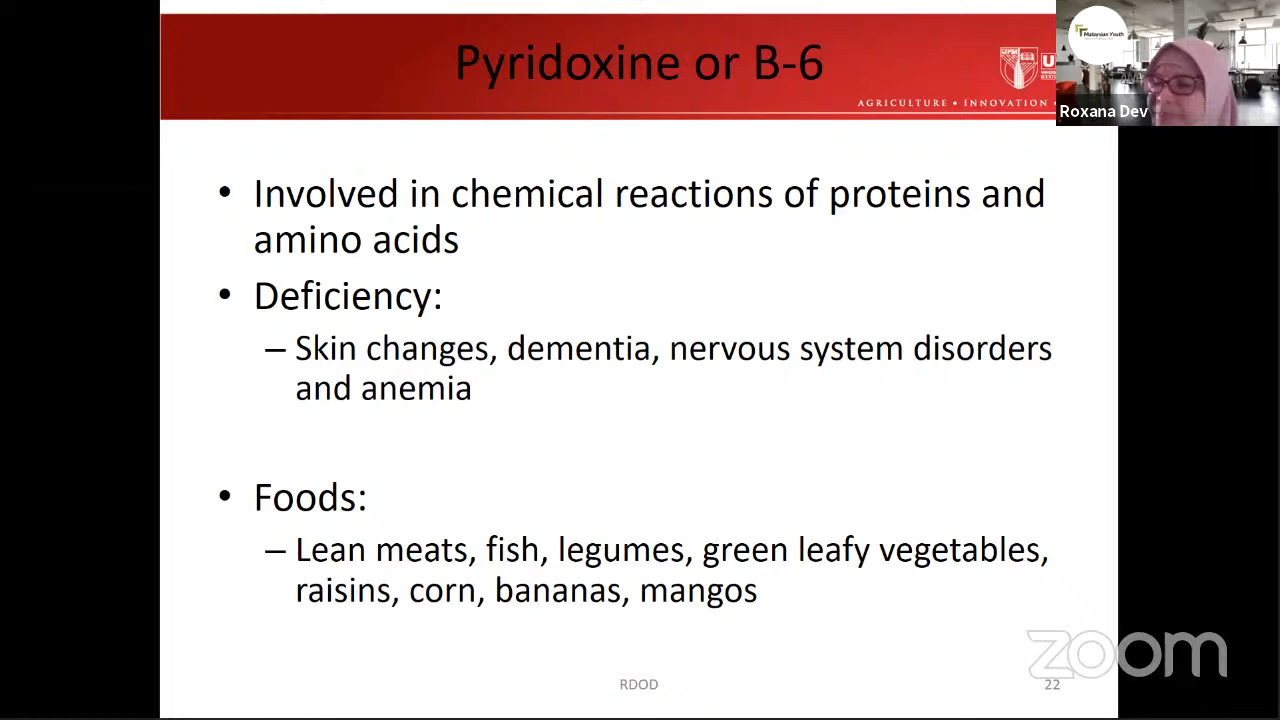 Pyridoxine or B-6
AGRICULTURE • INNOVATION •
Malaysian Youth
Roxana Dev
• Involved in chemical reactions of proteins and
amino acids
• Deficiency:
– Skin changes, dementia, nervous system disorders
and anemia
• Foods:
– Lean meats, fish, legumes, green leafy vegetables,
raisins, corn, bananas, mangos
zoom
RDOD
22